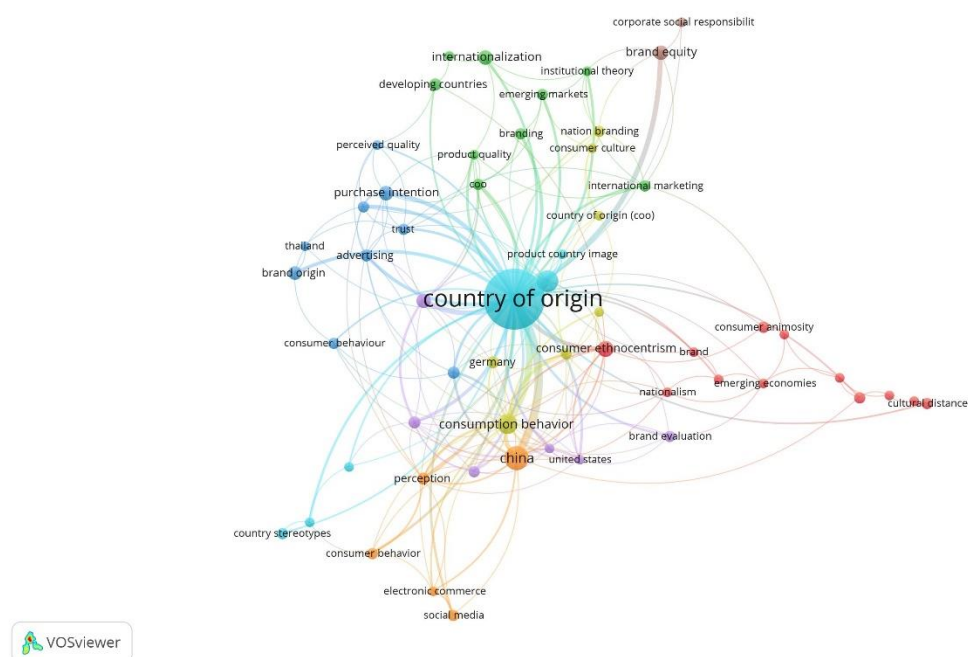 corporate social responsibilit
brand equity
internationalization
institutional theory
developing countries
emerging markets
branding
nation branding
perceived quality
consumer culture
product quality
coo
international marketing
purchase intention
country of origin (coo)
trust
thailand
advertising
product country image
brand origin
country of origin
consumer animosity
consumer behaviour
consumer ethnocentrism
brand
germany
emerging economies
nationalism
cultural distance
consumption behavior
brand evaluation
china
united states
perception
country stereotypes
consumer behavior
electronic commerce
social media
VOSviewer